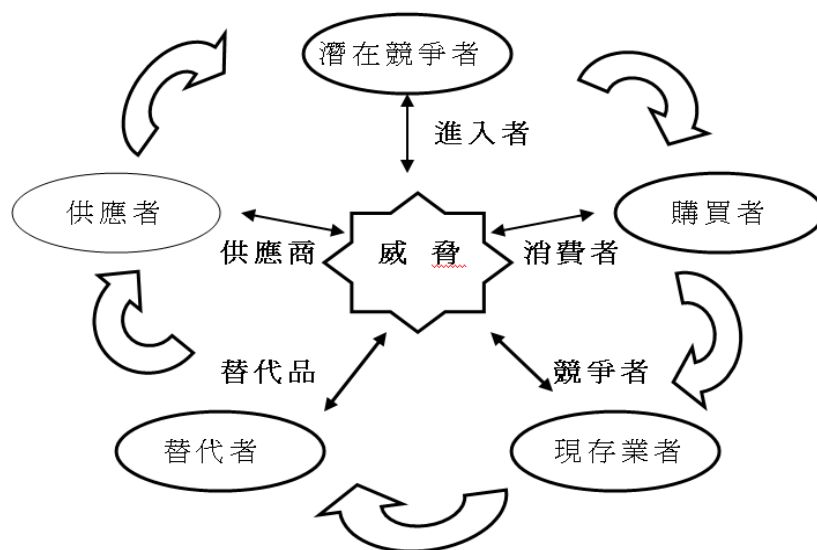 潛在競爭者
進入者
供應者
購買者
供應商
威 脅
消費者
替代品
競爭者
替代者
現存業者